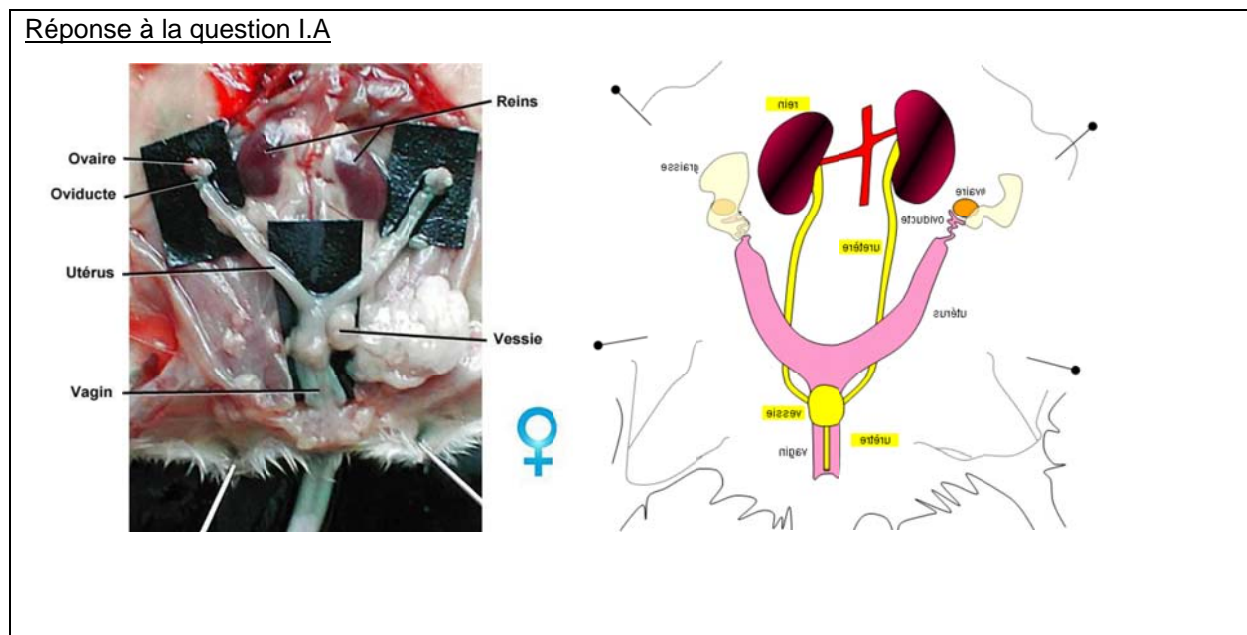 Réponse à la question I.A
Reins
Ovaire
Oviducte
Utérus
Vessie
Vagin
rein
graisse
ovaire
oviducte
uretère
utérus
vessie
urètre
vagin